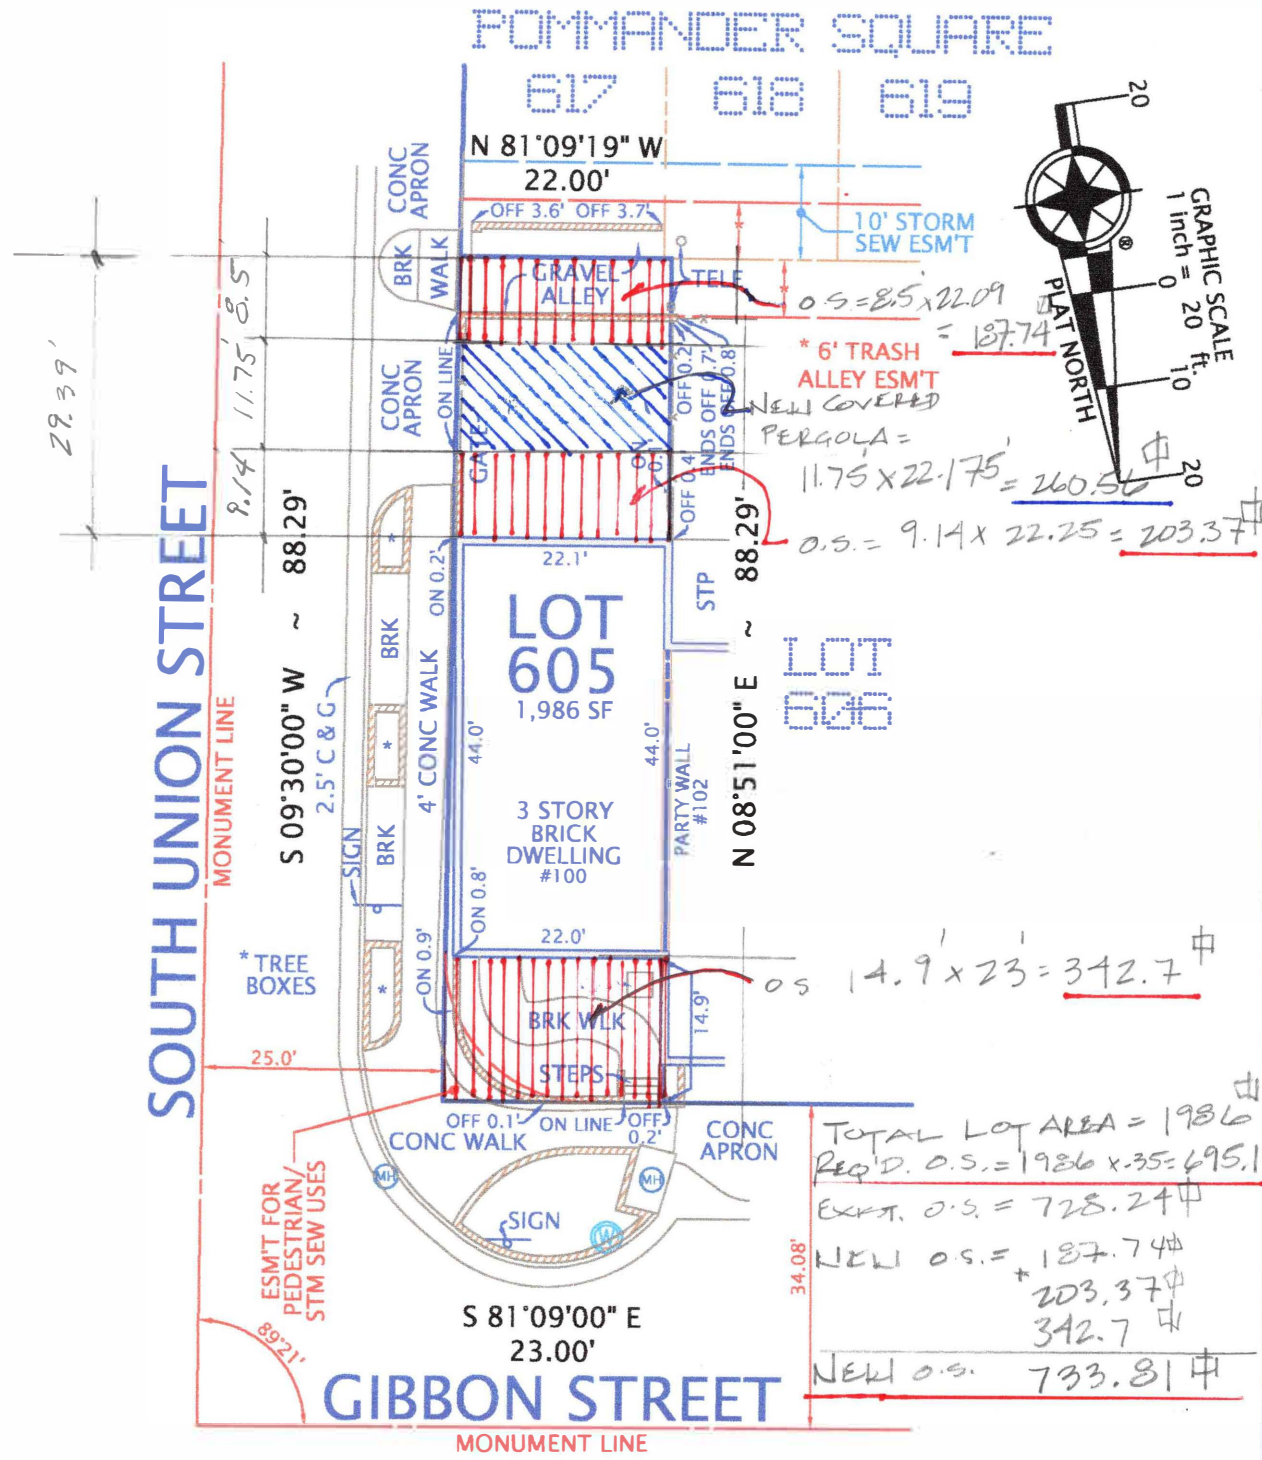 POMMANDER SQUARE
617 618 619
N 81°09'19" W
22.00'
20
GRAPHIC SCALE
1 inch = 20 ft.
®
0
10
20
PLAT NORTH
CONC
APRON
BRK
WALK
OFF 3.6' OFF 3.7'
10' STORM
SEW ESM'T
GRAVEL
ALLEY
TELE
*
*
O.S.=8.5 x 22.09
= 187.74
* 6' TRASH
ALLEY ESM'T
8.5
11.75'
9.14
29.39'
CONC
APRON
ON LINE
GATE
OFF 0.2'
ENDS OFF 0.7'
ENDS OFF 0.8'
OFF 0.4'
NEW COVERED
PERGOLA =
11.75 x 22.175' = 260.56
O.S. = 9.14 x 22.25 = 203.37
SOUTH UNION STREET
MONUMENT LINE
S 09°30'00" W ~ 88.29'
2.5' C & G
*
BRK
*
BRK
*
SIGN
4' CONC WALK
ON 0.2'
22.1'
LOT
605
1,986 SF
44.0'
44.0'
3 STORY
BRICK
DWELLING
#100
ON 0.8'
22.0'
PARTY WALL
#102
STP
N 08°51'00" E ~ 88.29'
LOT
606
* TREE
BOXES
ON 0.9'
BRK WLK
STEPS
14.9'
O S 14.9' x 23' = 342.7
25.0'
OFF 0.1' ON LINE OFF
0.2'
CONC WALK
CONC
APRON
MH
MH
SIGN
W
ESM'T FOR
PEDESTRIAN/
STM SEW USES
89°21'
34.08'
S 81°09'00" E
23.00'
GIBBON STREET
MONUMENT LINE
TOTAL LOT AREA = 1986
REQ'D. O.S. = 1986 x .35 = 695.1
EXIST. O.S. = 728.24
NEW O.S. = 187.74
+ 203.37
342.7
NEW O.S. 733.81